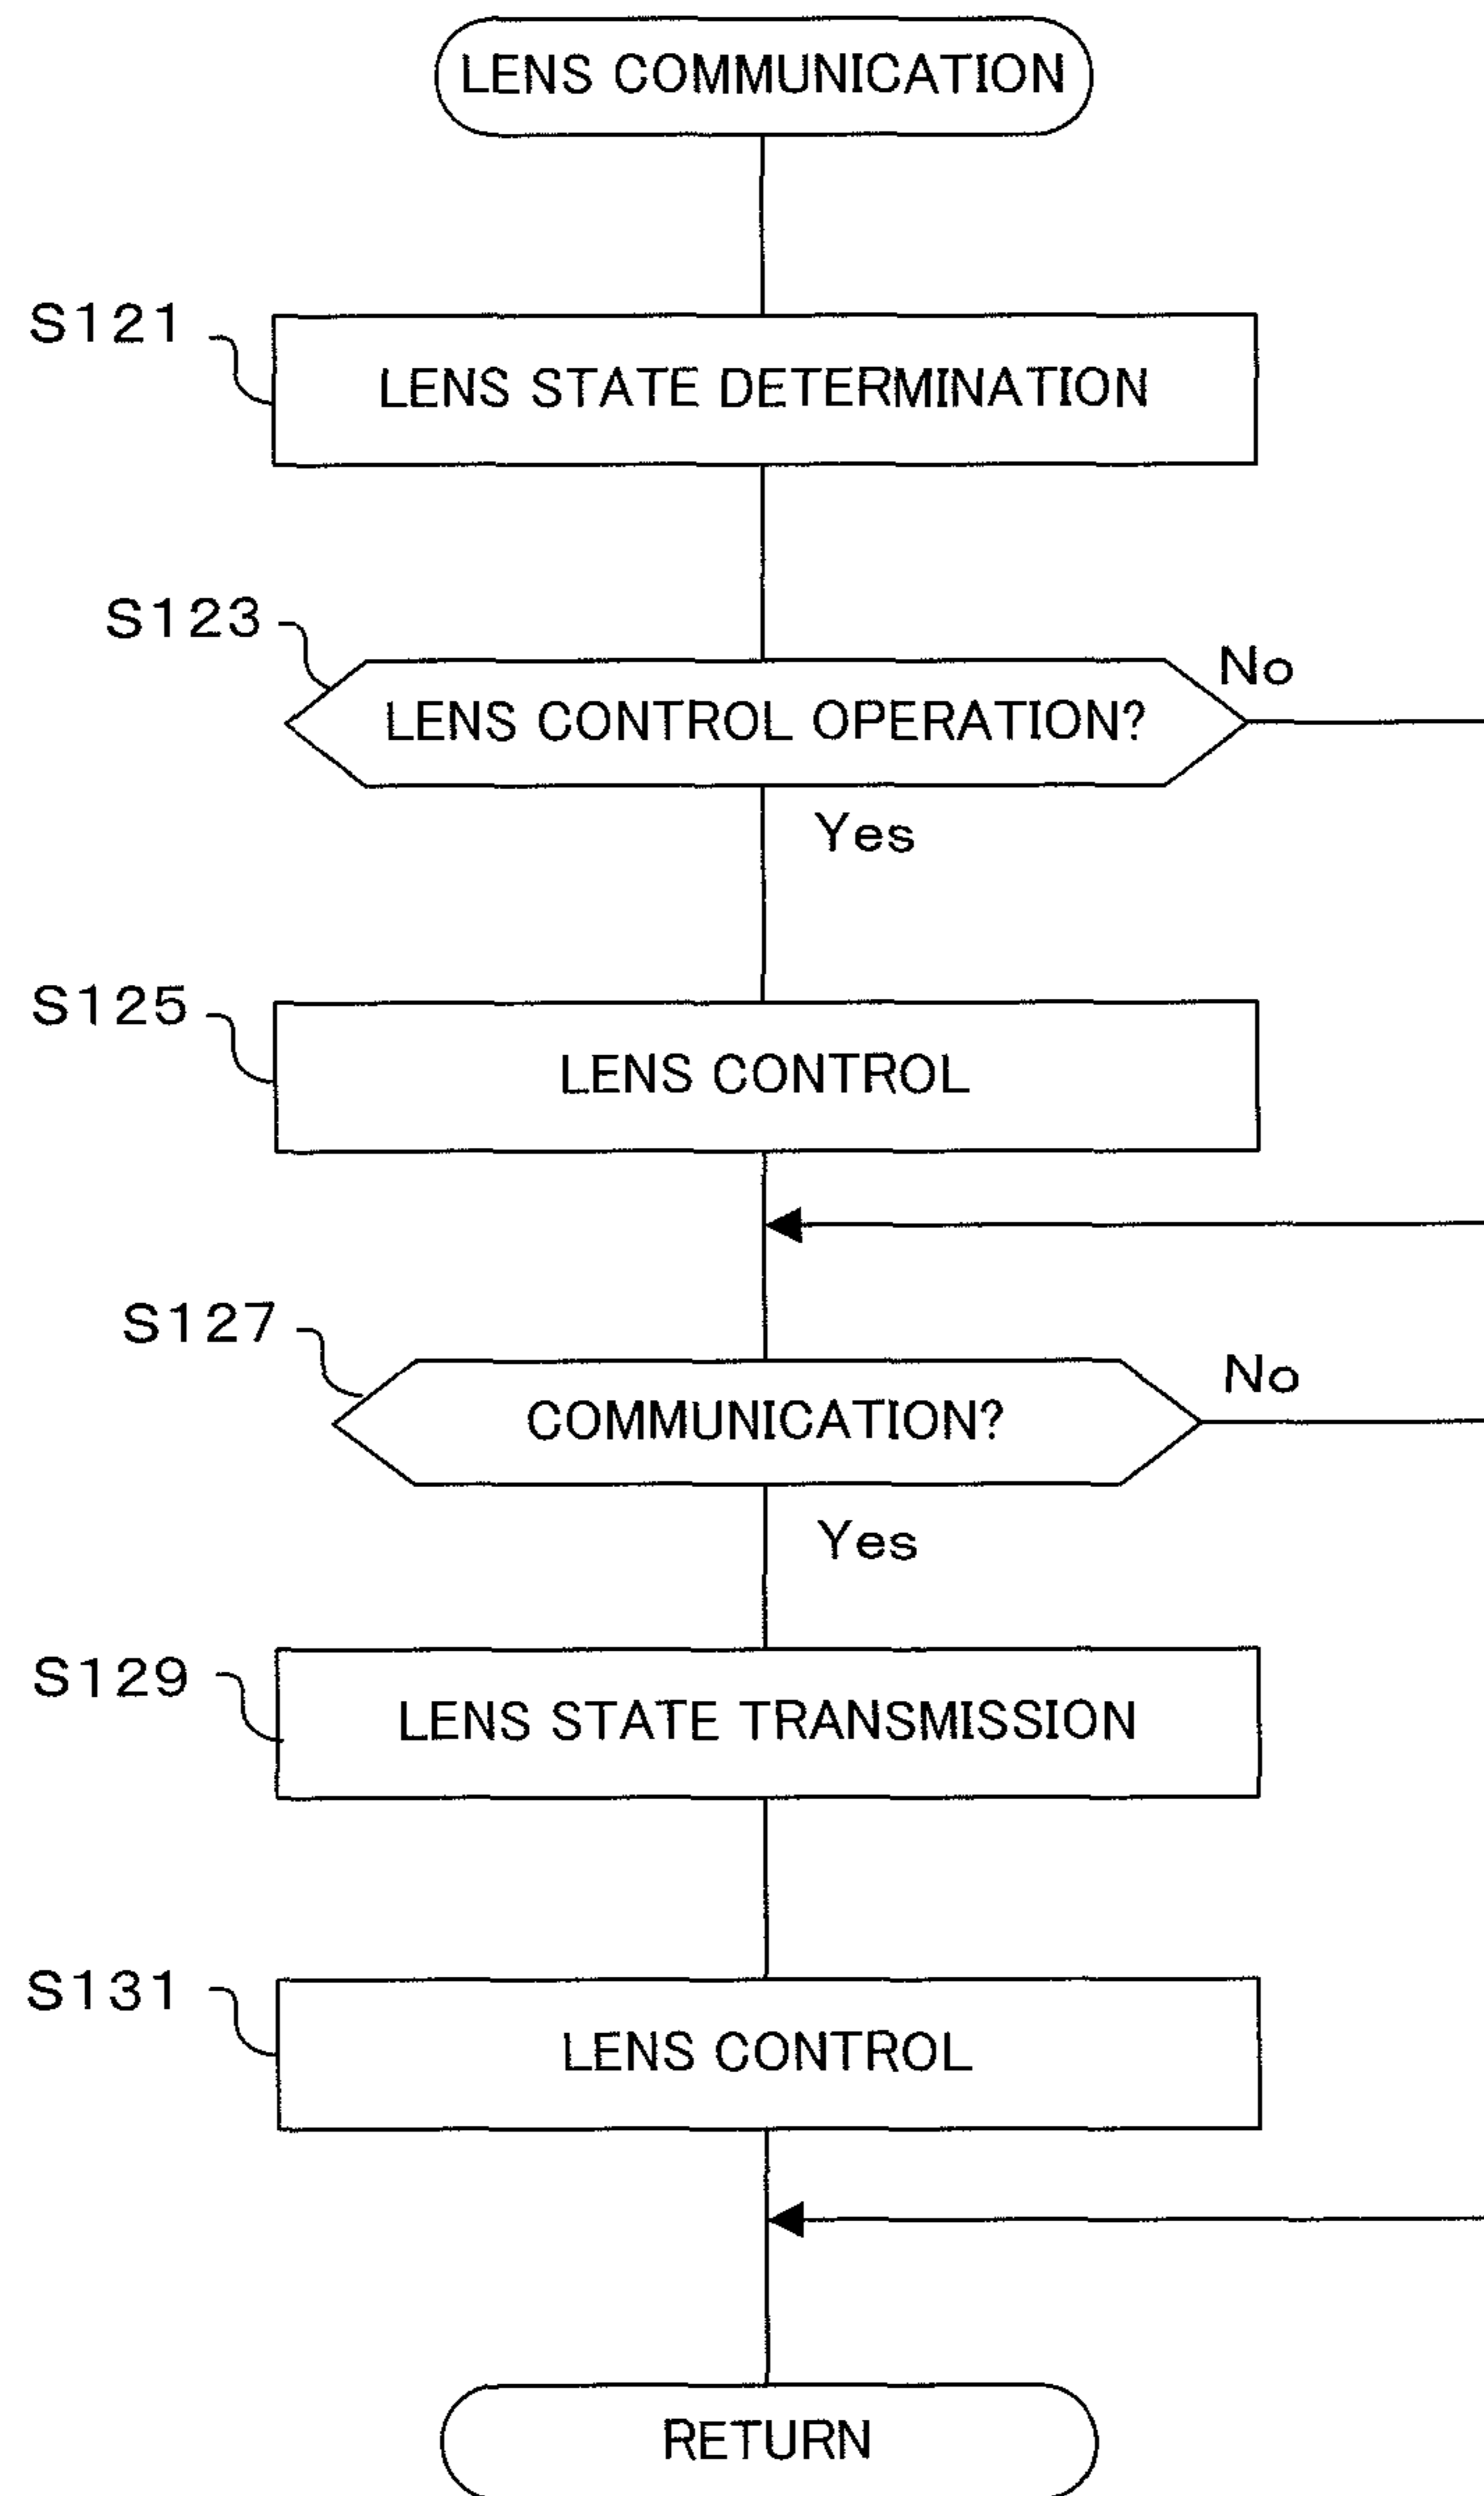 LENS COMMUNICATION
S121
LENS STATE DETERMINATION
S123
No
LENS CONTROL OPERATION?
Yes
S125
LENS CONTROL
S127
No
COMMUNICATION?
Yes
S129
LENS STATE TRANSMISSION
S131
LENS CONTROL
RETURN